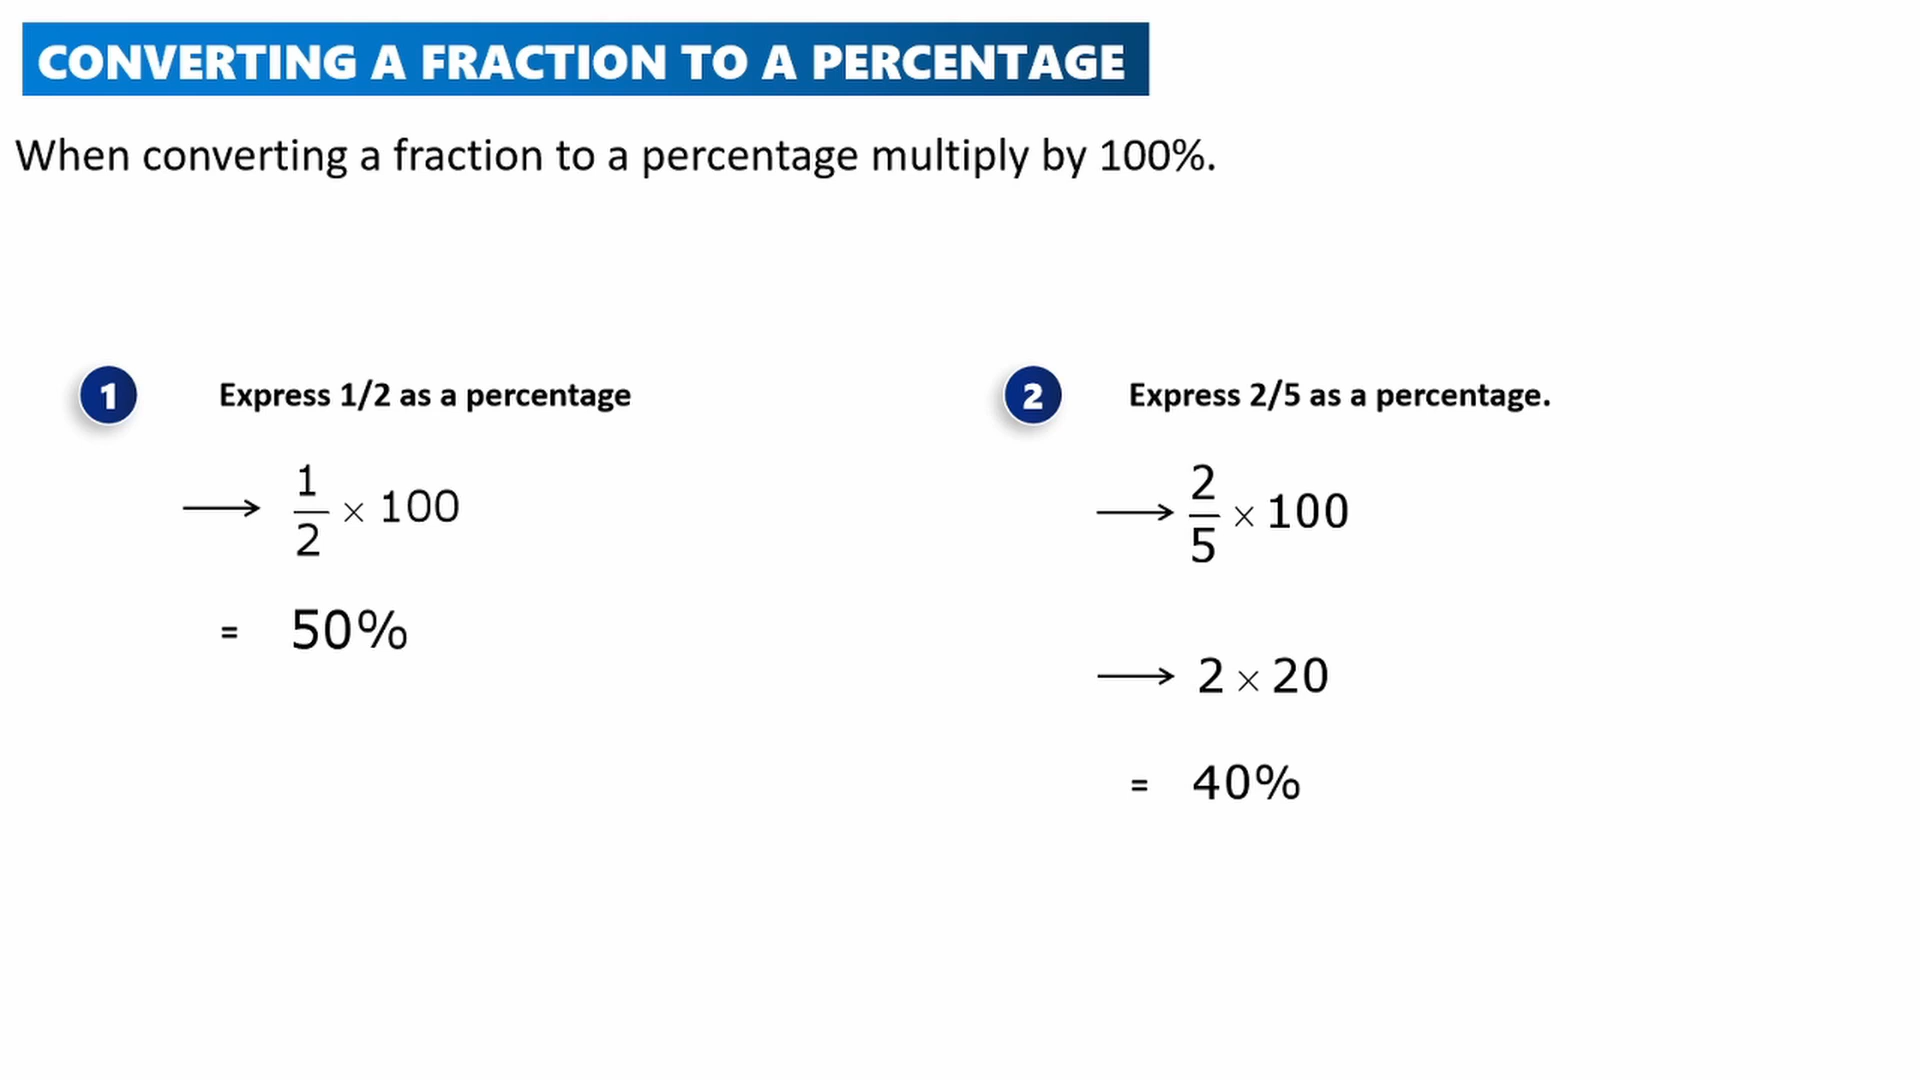 CONVERTING A FRACTION TO A PERCENTAGE
When converting a fraction to a percentage multiply by 100%.
1 Express 1/2 as a percentage
→ 1/2 × 100
= 50%
2 Express 2/5 as a percentage.
→ 2/5 × 100
→ 2 × 20
= 40%